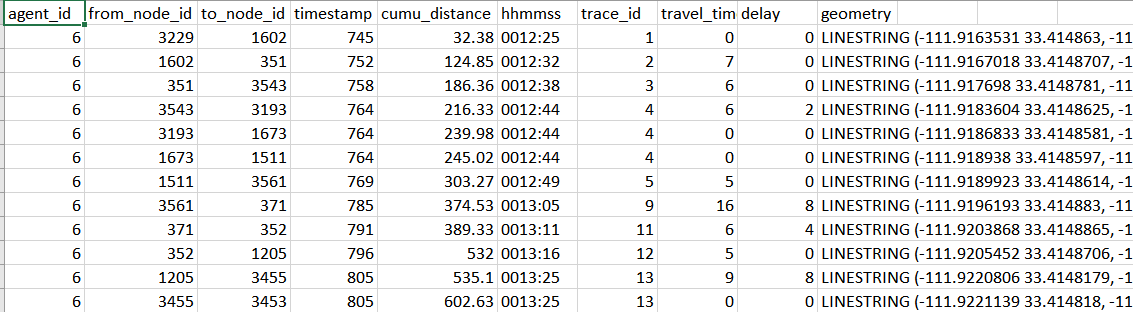 agent_id from_node_id to_node_id timestamp cumu_distance hhmmss trace_id travel_tim delay geometry
6 3229 1602 745 32.38 0012:25 1 0 0 LINESTRING (-111.9163531 33.414863, -11
6 1602 351 752 124.85 0012:32 2 7 0 LINESTRING (-111.9167018 33.4148707, -1
6 351 3543 758 186.36 0012:38 3 6 0 LINESTRING (-111.917698 33.4148781, -11
6 3543 3193 764 216.33 0012:44 4 6 2 LINESTRING (-111.9183604 33.4148625, -1
6 3193 1673 764 239.98 0012:44 4 0 0 LINESTRING (-111.9186833 33.4148581, -1
6 1673 1511 764 245.02 0012:44 4 0 0 LINESTRING (-111.918938 33.4148597, -11
6 1511 3561 769 303.27 0012:49 5 5 0 LINESTRING (-111.9189923 33.4148614, -1
6 3561 371 785 374.53 0013:05 9 16 8 LINESTRING (-111.9196193 33.414883, -11
6 371 352 791 389.33 0013:11 11 6 4 LINESTRING (-111.9203868 33.4148865, -1
6 352 1205 796 532 0013:16 12 5 0 LINESTRING (-111.9205452 33.4148706, -1
6 1205 3455 805 535.1 0013:25 13 9 8 LINESTRING (-111.9220806 33.4148179, -1
6 3455 3453 805 602.63 0013:25 13 0 0 LINESTRING (-111.9221139 33.414818, -11